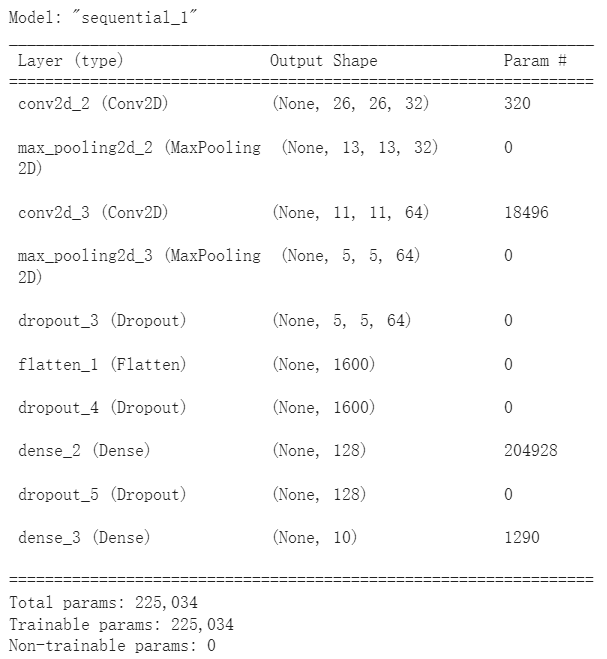 Model: "sequential_1"
_________________________________________________________________
Layer (type) Output Shape Param #
=================================================================
conv2d_2 (Conv2D) (None, 26, 26, 32) 320
max_pooling2d_2 (MaxPooling (None, 13, 13, 32) 0
2D)
conv2d_3 (Conv2D) (None, 11, 11, 64) 18496
max_pooling2d_3 (MaxPooling (None, 5, 5, 64) 0
2D)
dropout_3 (Dropout) (None, 5, 5, 64) 0
flatten_1 (Flatten) (None, 1600) 0
dropout_4 (Dropout) (None, 1600) 0
dense_2 (Dense) (None, 128) 204928
dropout_5 (Dropout) (None, 128) 0
dense_3 (Dense) (None, 10) 1290
=================================================================
Total params: 225,034
Trainable params: 225,034
Non-trainable params: 0